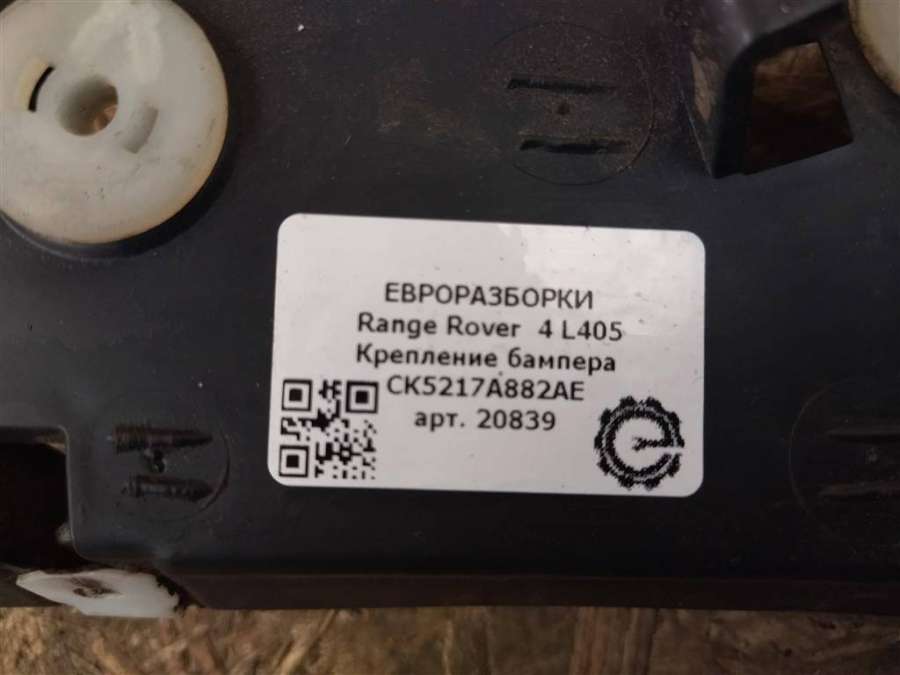 ЕВРОРАЗБОРКИ
Range Rover 4 L405
Крепление бампера
CK5217A882AE
арт. 20839